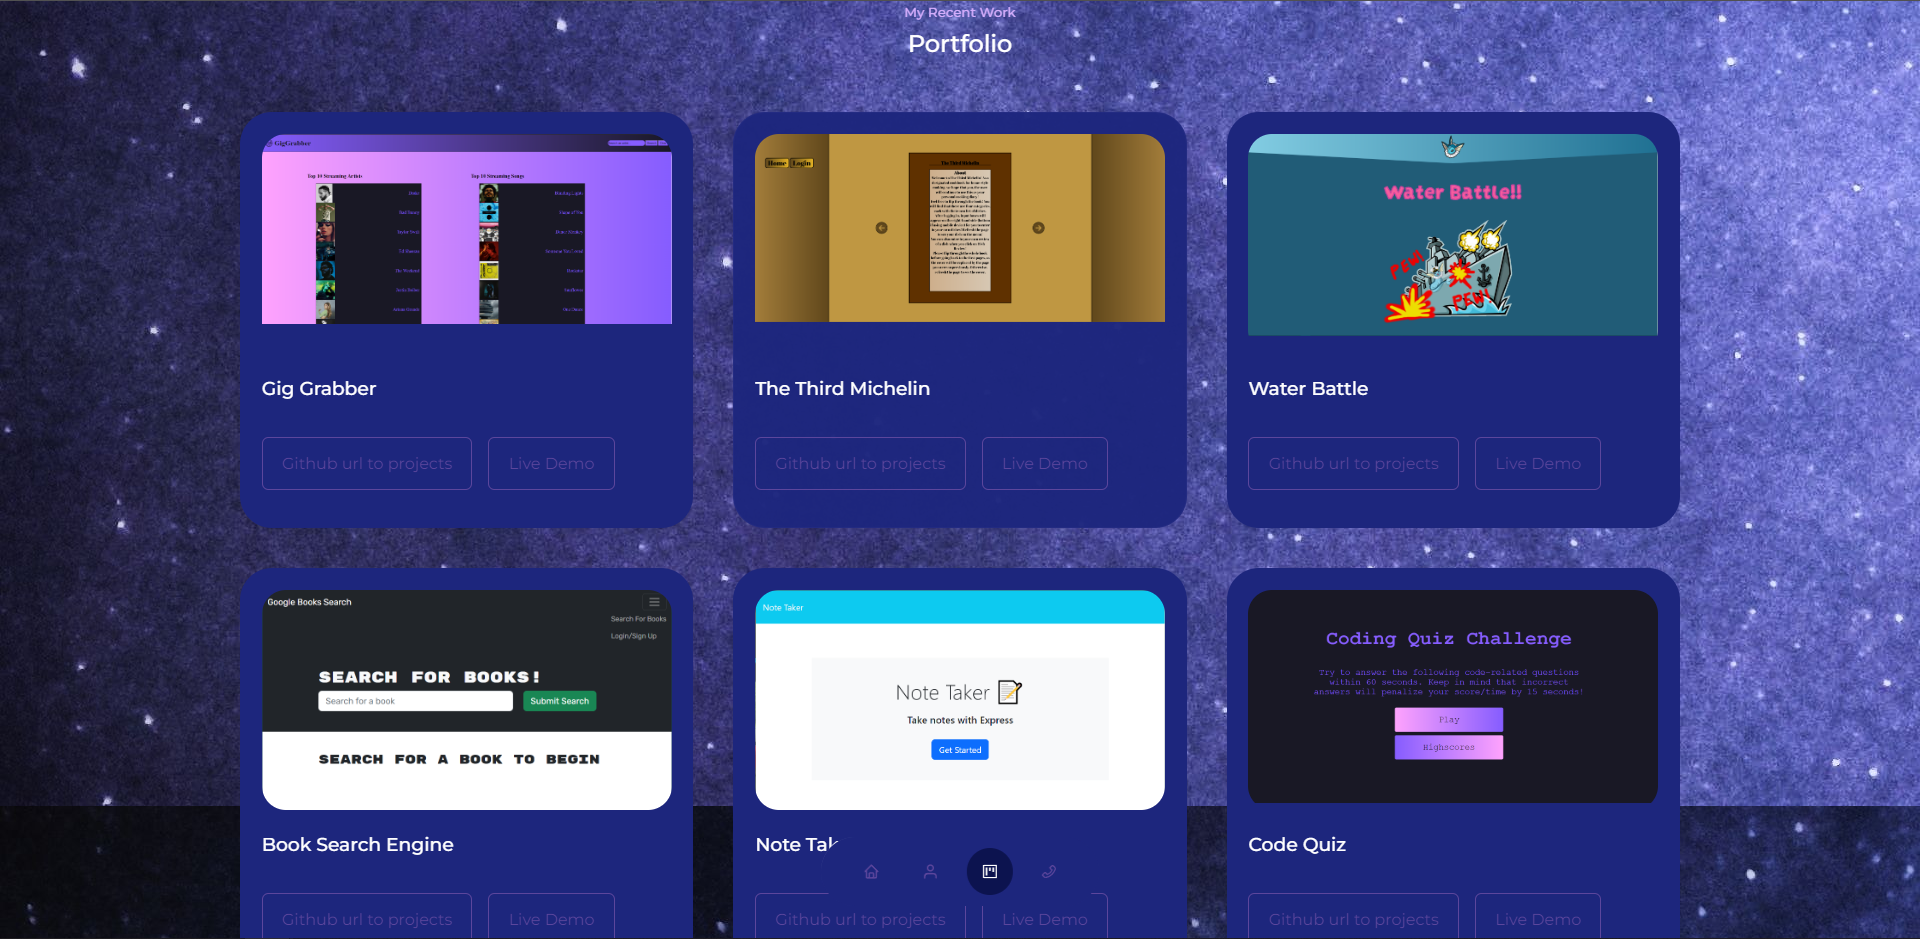 My Recent Work
Portfolio
GigGrabber
Top 10 Streaming Artists
Top 10 Streaming Songs
Home Login
The Third Michelin
About
Water Battle!!
PEW!
PEW!
Gig Grabber
The Third Michelin
Water Battle
Github url to projects
Live Demo
Github url to projects
Live Demo
Github url to projects
Live Demo
Google Books Search
Search For Books
Login/Sign Up
SEARCH FOR BOOKS!
Search for a book
Submit Search
SEARCH FOR A BOOK TO BEGIN
Note Taker
Note Taker
Take notes with Express
Get Started
Coding Quiz Challenge
Try to answer the following code-related questions
within 60 seconds. Keep in mind that incorrect
answers will penalize your score/time by 15 seconds!
Play
Highscores
Book Search Engine
Note Tak
Code Quiz
Github url to projects
Live Demo
Github url to projects
Live Demo
Github url to projects
Live Demo